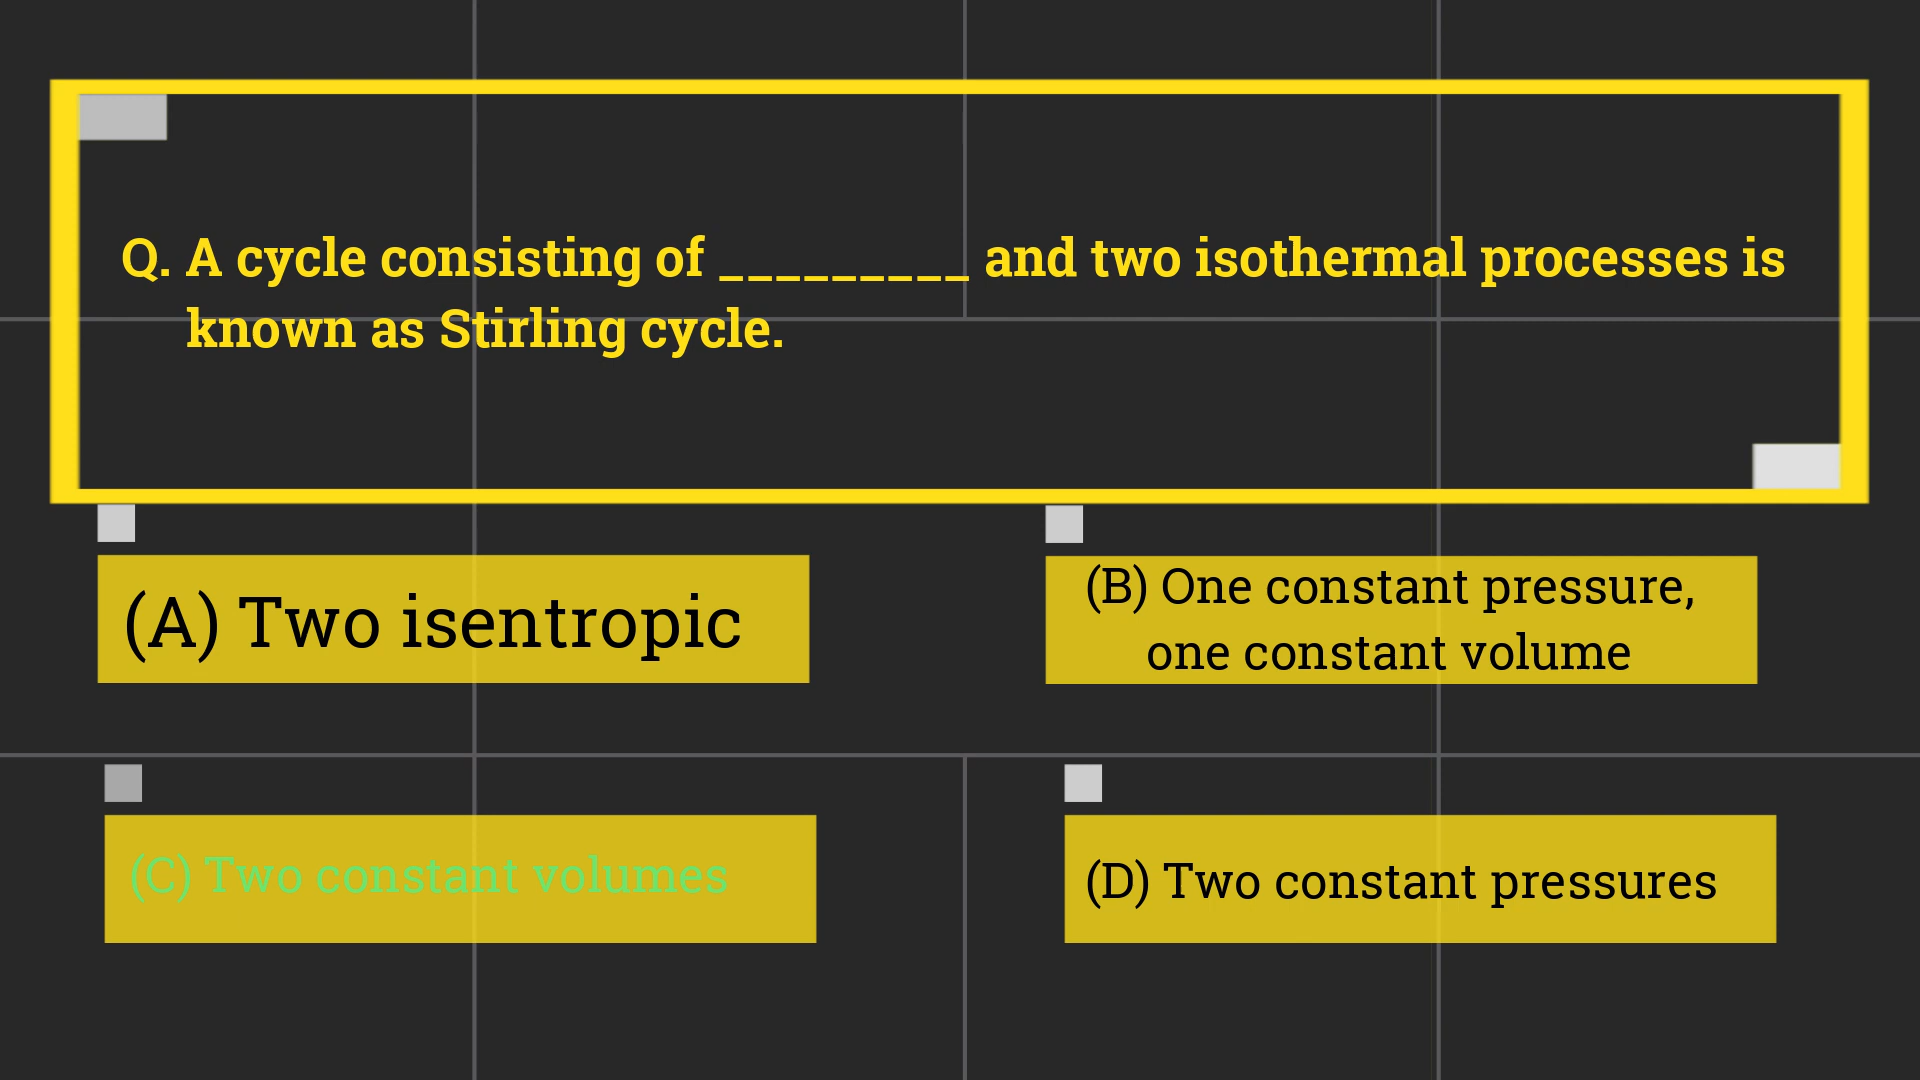 Q. A cycle consisting of _________ and two isothermal processes is
known as Stirling cycle.
(A) Two isentropic
(B) One constant pressure,
one constant volume
(C) Two constant volumes
(D) Two constant pressures